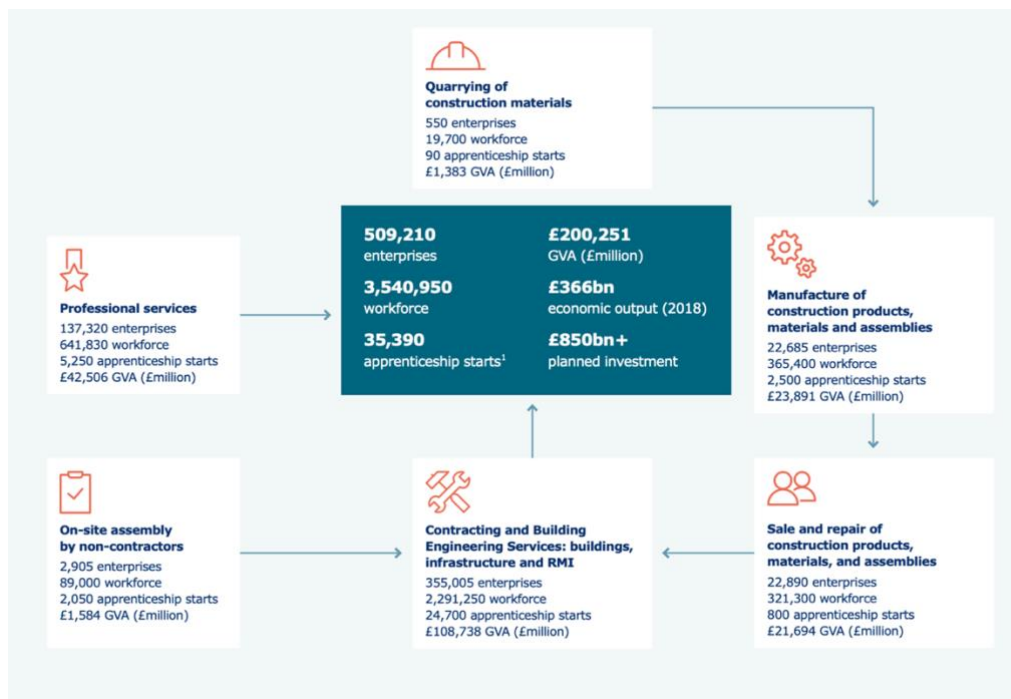 Quarrying of
construction materials
550 enterprises
19,700 workforce
90 apprenticeship starts
£1,383 GVA (£million)
509,210
enterprises
£200,251
GVA (£million)
3,540,950
workforce
£366bn
economic output (2018)
35,390
apprenticeship starts¹
£850bn+
planned investment
Professional services
137,320 enterprises
641,830 workforce
5,250 apprenticeship starts
£42,506 GVA (£million)
Manufacture of
construction products,
materials and assemblies
22,685 enterprises
365,400 workforce
2,500 apprenticeship starts
£23,891 GVA (£million)
On-site assembly
by non-contractors
2,905 enterprises
89,000 workforce
2,050 apprenticeship starts
£1,584 GVA (£million)
Contracting and Building
Engineering Services: buildings,
infrastructure and RMI
355,005 enterprises
2,291,250 workforce
24,700 apprenticeship starts
£108,738 GVA (£million)
Sale and repair of
construction products,
materials, and assemblies
22,890 enterprises
321,300 workforce
800 apprenticeship starts
£21,694 GVA (£million)